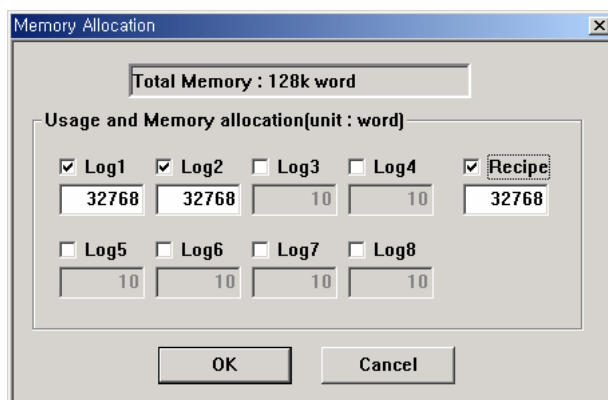 Memory Allocation
Total Memory : 128k word
Usage and Memory allocation(unit : word)
Log1 Log2 Log3 Log4 Recipe
32768 32768 10 10 32768
Log5 Log6 Log7 Log8
10 10 10 10
OK Cancel